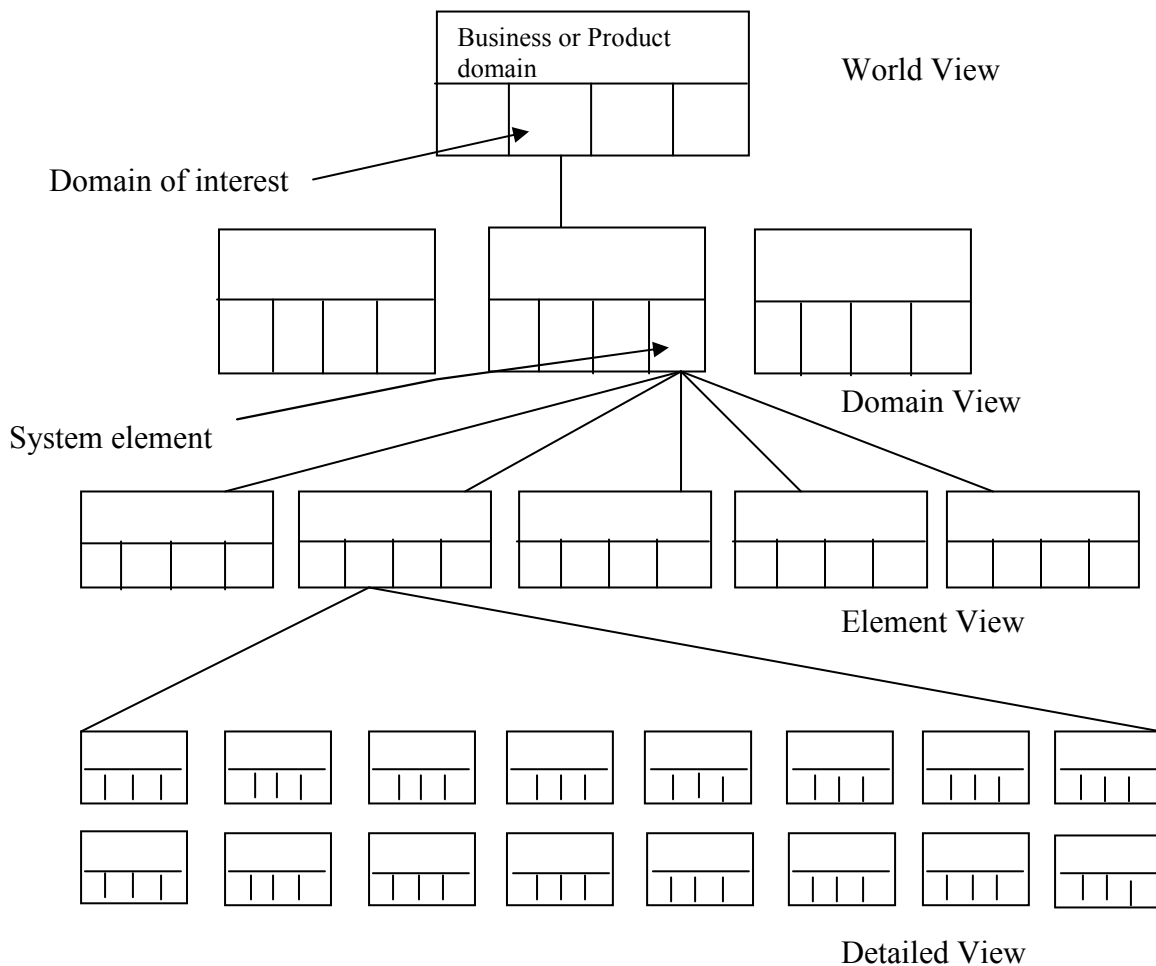 Business or Product
domain
World View
Domain of interest
Domain View
System element
Element View
Detailed View